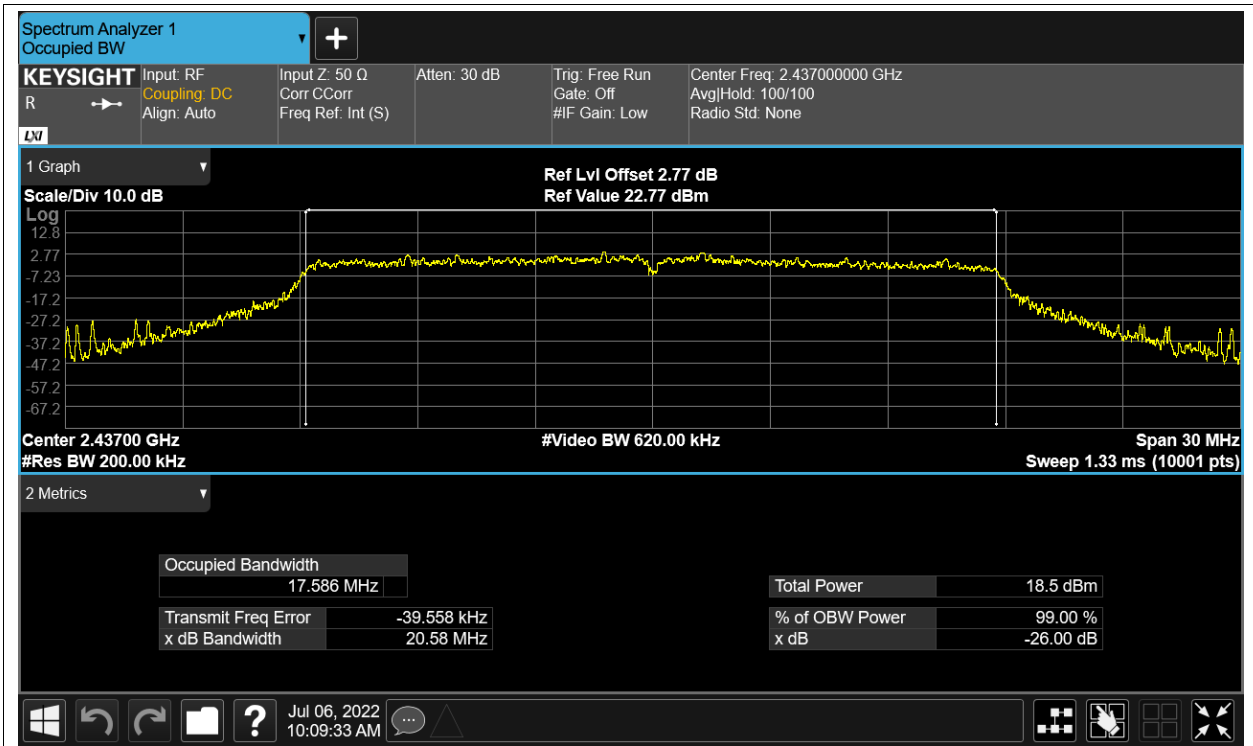 Spectrum Analyzer 1
Occupied BW
KEYSIGHT
R
LXI
Input: RF
Coupling: DC
Align: Auto
Input Z: 50 Ω
Corr CCorr
Freq Ref: Int (S)
Atten: 30 dB
Trig: Free Run
Gate: Off
#IF Gain: Low
Center Freq: 2.437000000 GHz
Avg|Hold: 100/100
Radio Std: None
1 Graph
Scale/Div 10.0 dB
Ref Lvl Offset 2.77 dB
Ref Value 22.77 dBm
Log
12.8
2.77
-7.23
-17.2
-27.2
-37.2
-47.2
-57.2
-67.2
Center 2.43700 GHz
#Video BW 620.00 kHz
Span 30 MHz
#Res BW 200.00 kHz
Sweep 1.33 ms (10001 pts)
2 Metrics
Occupied Bandwidth
17.586 MHz
Transmit Freq Error -39.558 kHz
x dB Bandwidth 20.58 MHz
Total Power 18.5 dBm
% of OBW Power 99.00 %
x dB -26.00 dB
?
Jul 06, 2022
10:09:33 AM